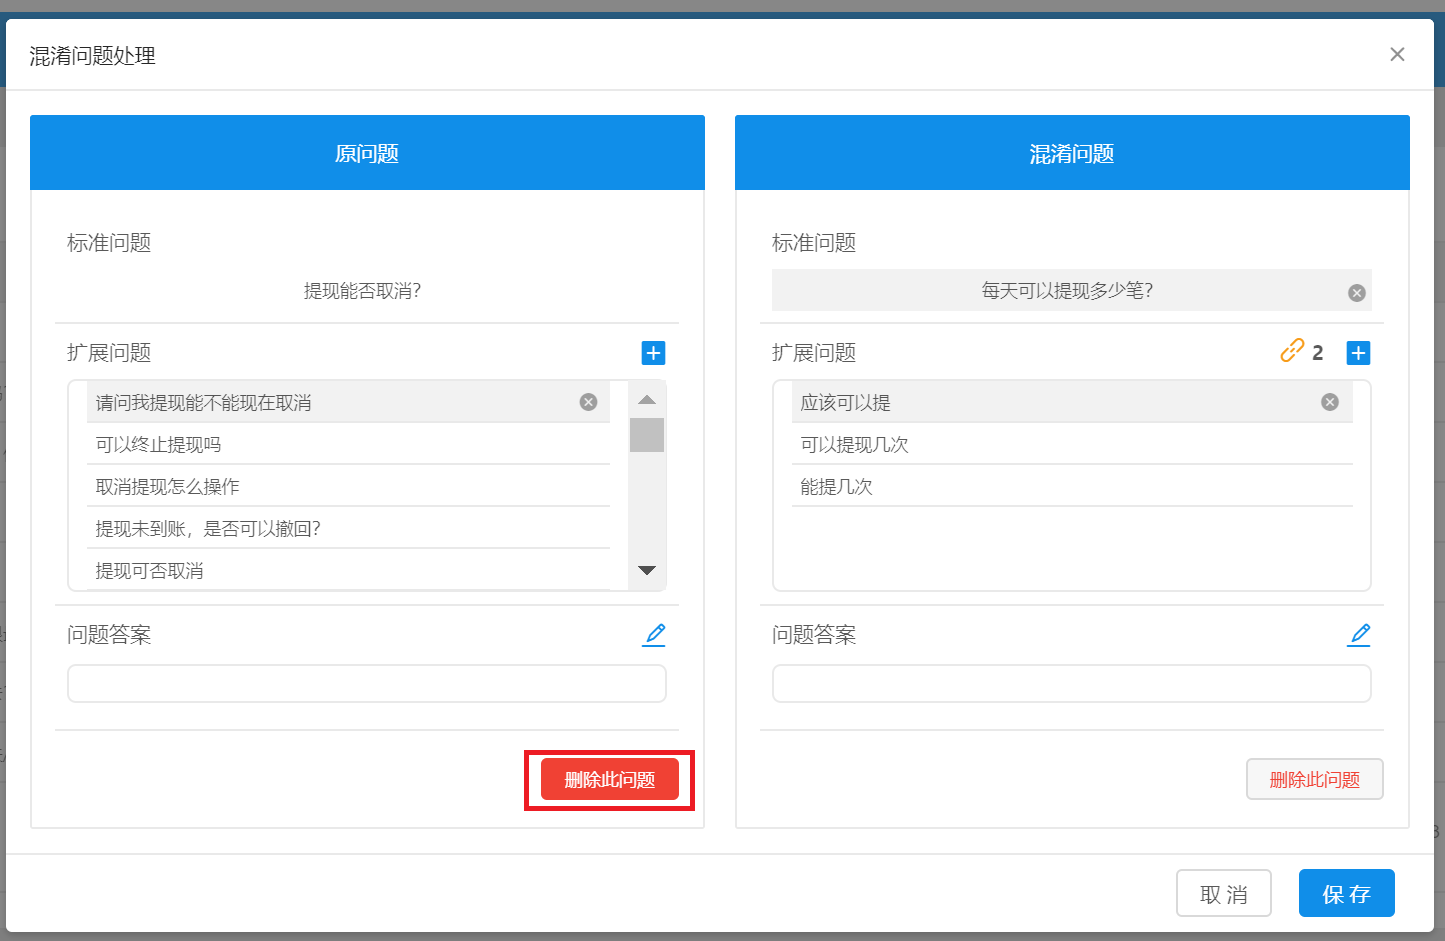 混淆问题处理
原问题
标准问题
提现能否取消?
扩展问题
请问我提现能不能现在取消
可以终止提现吗
取消提现怎么操作
提现未到账，是否可以撤回?
提现可否取消
问题答案
删除此问题
混淆问题
标准问题
每天可以提现多少笔?
扩展问题
2
应该可以提
可以提现几次
能提几次
问题答案
删除此问题
取 消
保 存